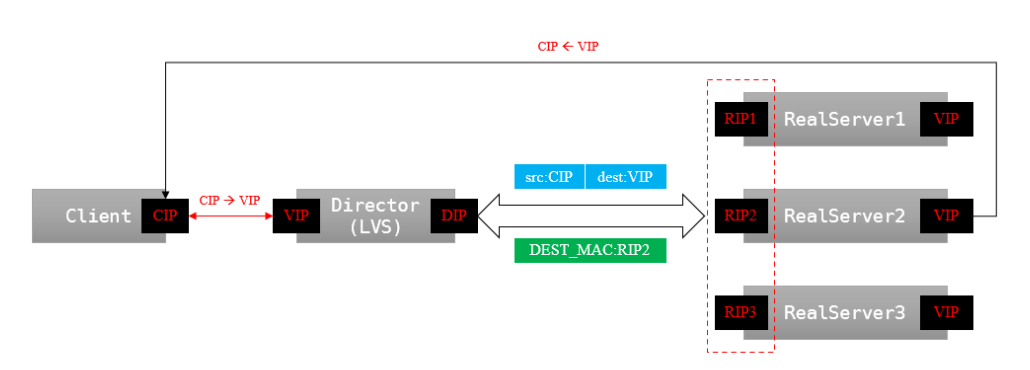 CIP ← VIP
RIP1
RealServer1
VIP
src:CIP
dest:VIP
Client
CIP
CIP → VIP
VIP
Director
(LVS)
DIP
RIP2
RealServer2
VIP
DEST_MAC:RIP2
RIP3
RealServer3
VIP